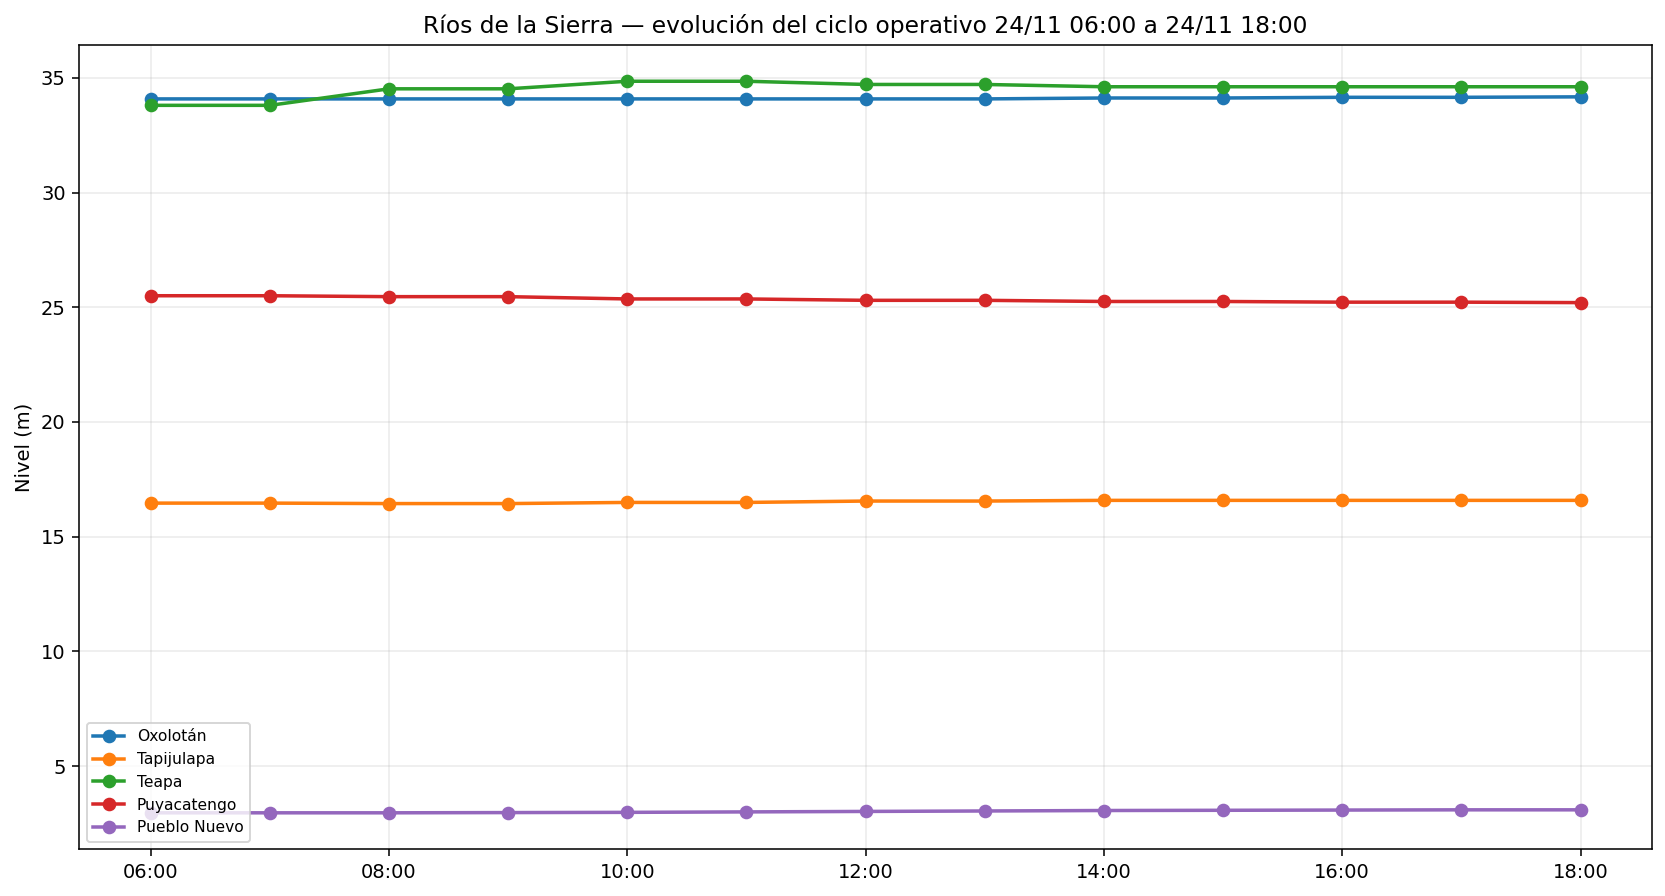 Ríos de la Sierra — evolución del ciclo operativo 24/11 06:00 a 24/11 18:00
35
30
25
20
15
10
5
Nivel (m)
Oxolotán
Tapijulapa
Teapa
Puyacatengo
Pueblo Nuevo
06:00 08:00 10:00 12:00 14:00 16:00 18:00